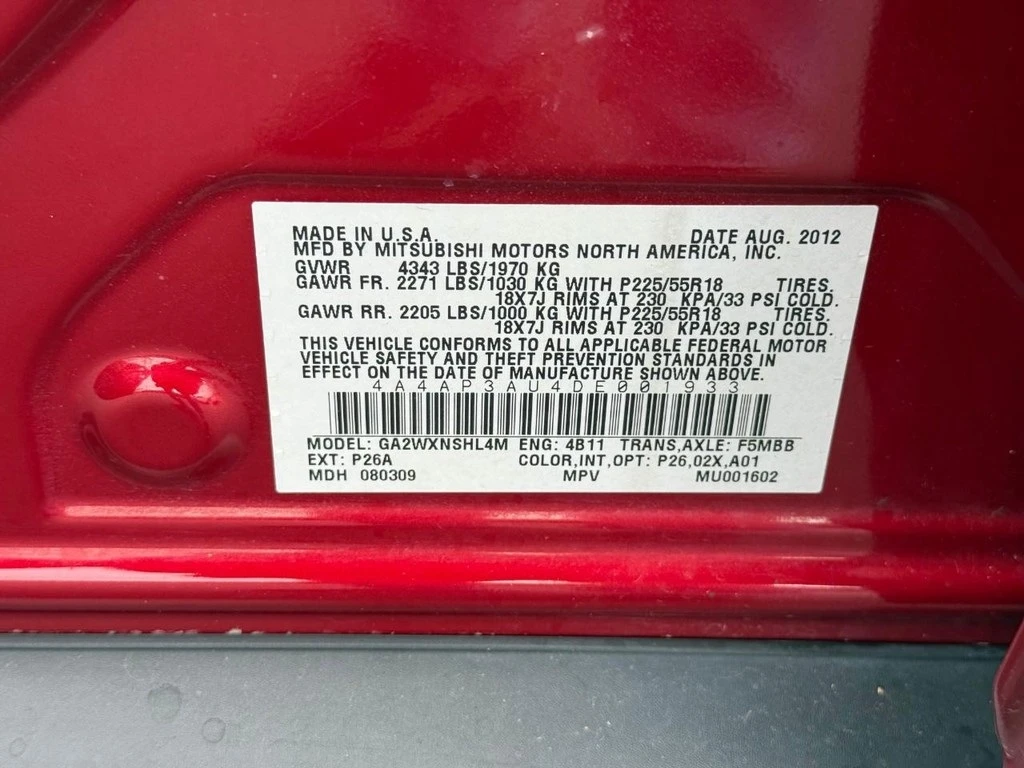 MADE IN U.S.A. DATE AUG. 2012
MFD BY MITSUBISHI MOTORS NORTH AMERICA, INC.
GVWR 4343 LBS/1970 KG
GAWR FR. 2271 LBS/1030 KG WITH P225/55R18 TIRES.
18X7J RIMS AT 230 KPA/33 PSI COLD.
GAWR RR. 2205 LBS/1000 KG WITH P225/55R18 TIRES.
18X7J RIMS AT 230 KPA/33 PSI COLD.
THIS VEHICLE CONFORMS TO ALL APPLICABLE FEDERAL MOTOR
VEHICLE SAFETY AND THEFT PREVENTION STANDARDS IN
EFFECT ON THE DATE OF MANUFACTURE SHOWN ABOVE.
4A4AP3AU4DE001933
MODEL: GA2WXNSHL4M ENG: 4B11 TRANS,AXLE: F5MBB
EXT: P26A COLOR,INT,OPT: P26,02X,A01
MDH 080309 MPV MU001602